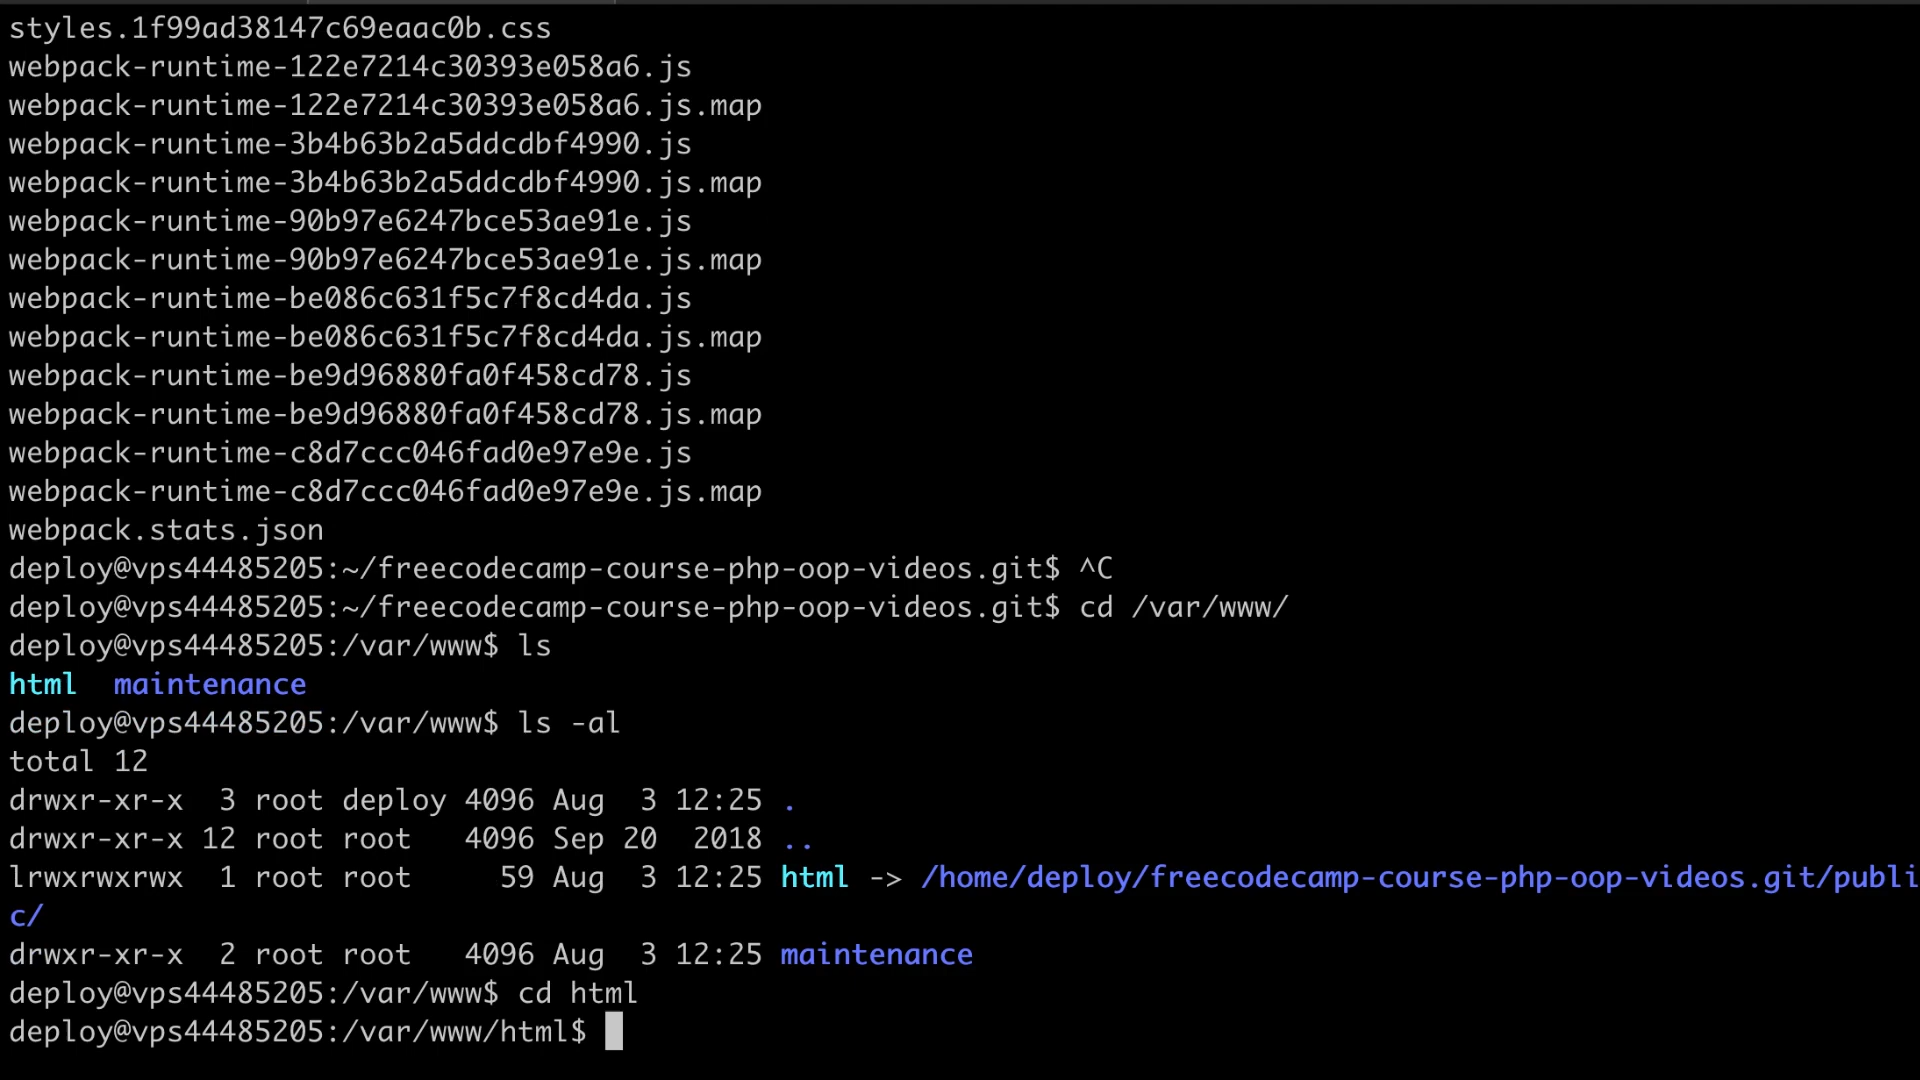 styles.1f99ad38147c69eaac0b.css
webpack-runtime-122e7214c30393e058a6.js
webpack-runtime-122e7214c30393e058a6.js.map
webpack-runtime-3b4b63b2a5ddcdbf4990.js
webpack-runtime-3b4b63b2a5ddcdbf4990.js.map
webpack-runtime-90b97e6247bce53ae91e.js
webpack-runtime-90b97e6247bce53ae91e.js.map
webpack-runtime-be086c631f5c7f8cd4da.js
webpack-runtime-be086c631f5c7f8cd4da.js.map
webpack-runtime-be9d96880fa0f458cd78.js
webpack-runtime-be9d96880fa0f458cd78.js.map
webpack-runtime-c8d7ccc046fad0e97e9e.js
webpack-runtime-c8d7ccc046fad0e97e9e.js.map
webpack.stats.json
deploy@vps44485205:~/freecodecamp-course-php-oop-videos.git$ ^C
deploy@vps44485205:~/freecodecamp-course-php-oop-videos.git$ cd /var/www/
deploy@vps44485205:/var/www$ ls
html  maintenance
deploy@vps44485205:/var/www$ ls -al
total 12
drwxr-xr-x  3 root deploy 4096 Aug  3 12:25 .
drwxr-xr-x 12 root root   4096 Sep 20  2018 ..
lrwxrwxrwx  1 root root     59 Aug  3 12:25 html -> /home/deploy/freecodecamp-course-php-oop-videos.git/publi
c/
drwxr-xr-x  2 root root   4096 Aug  3 12:25 maintenance
deploy@vps44485205:/var/www$ cd html
deploy@vps44485205:/var/www/html$